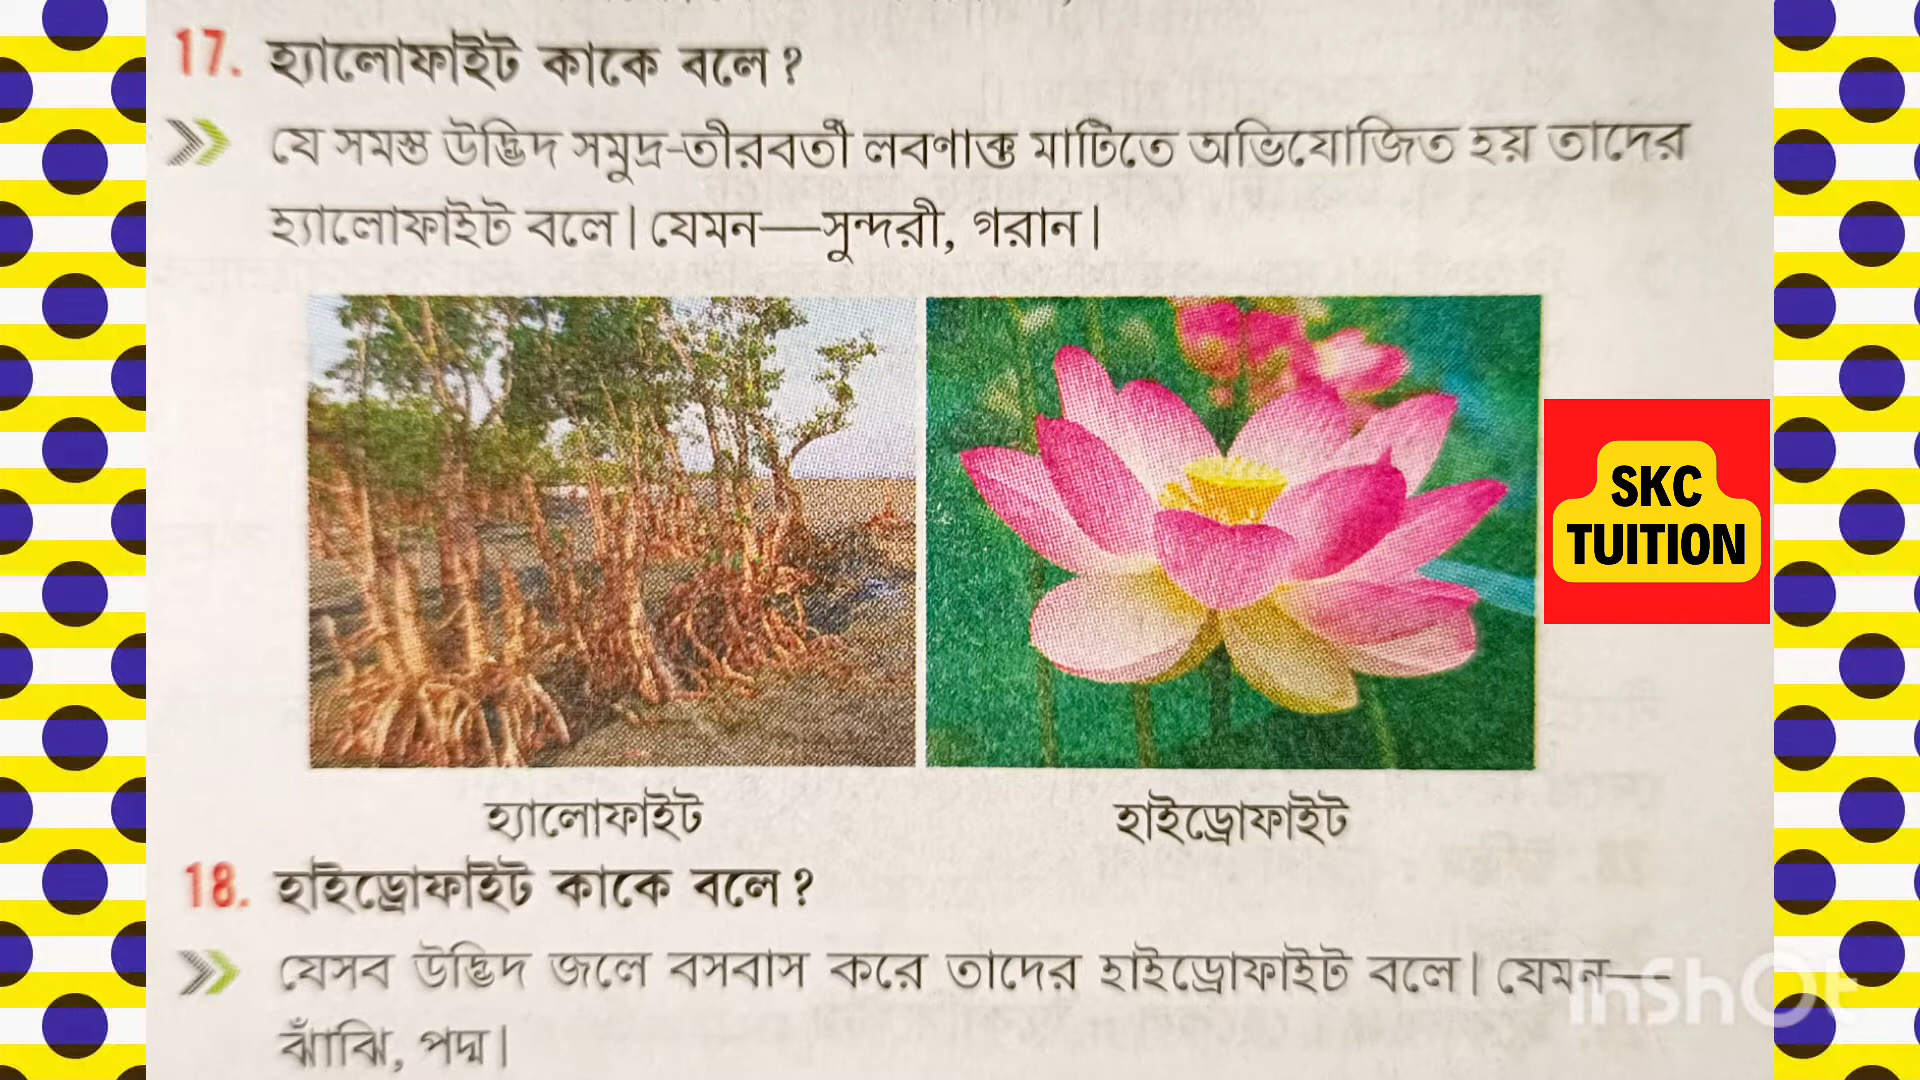 17. হ্যালোফাইট কাকে বলে ?
যে সমস্ত উদ্ভিদ সমুদ্র-তীরবর্তী লবণাক্ত মাটিতে অভিযোজিত হয় তাদের
হ্যালোফাইট বলে। যেমন—সুন্দরী, গরান।
SKC
TUITION
হ্যালোফাইট
হাইড্রোফাইট
18. হাইড্রোফাইট কাকে বলে ?
যেসব উদ্ভিদ জলে বসবাস করে তাদের হাইড্রোফাইট বলে। যেমন—
ঝাঁঝি, পদ্ম।
InShOt